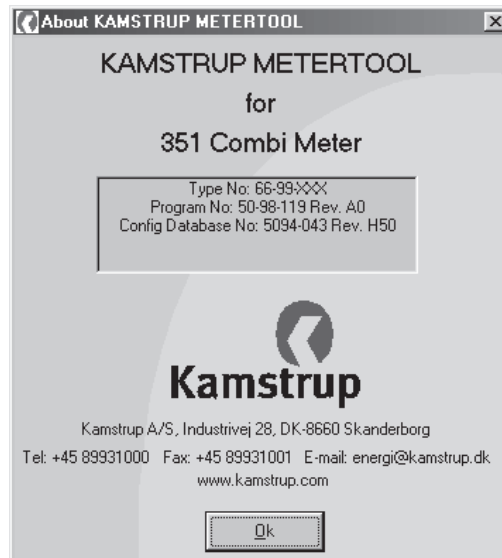 About KAMSTRUP METERTOOL
KAMSTRUP METERTOOL
for
351 Combi Meter
Type No: 66-99-XXX
Program No: 50-98-119 Rev. A0
Config Database No: 5094-043 Rev. H50
Kamstrup
Kamstrup A/S, Industrivej 28, DK-8660 Skanderborg
Tel: +45 89931000 Fax: +45 89931001 E-mail: energi@kamstrup.dk
www.kamstrup.com
Ok